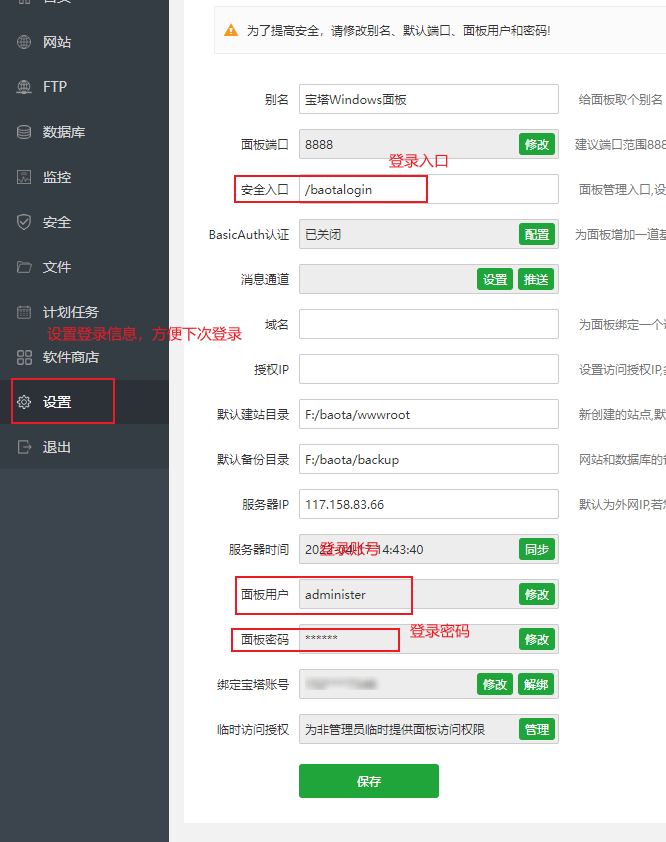 首页
网站
FTP
数据库
监控
安全
文件
计划任务
设置登录信息，方便下次登录
软件商店
设置
退出
为了提高安全，请修改别名、默认端口、面板用户和密码!
别名 宝塔Windows面板 给面板取个别名
面板端口 8888 修改 建议端口范围888
登录入口
安全入口 /baotalogin 面板管理入口,设
BasicAuth认证 已关闭 配置 为面板增加一道基
消息通道 设置 推送
域名 为面板绑定一个
授权IP 设置访问授权IP,
默认建站目录 F:/baota/wwwroot 新创建的站点,默
默认备份目录 F:/baota/backup 网站和数据库的
服务器IP 117.158.83.66 默认为外网IP,若
服务器时间 14:43:40 同步
登录账号
面板用户 administer 修改
登录密码
面板密码 ****** 修改
绑定宝塔账号 修改 解绑
临时访问授权 为非管理员临时提供面板访问权限 管理
保存